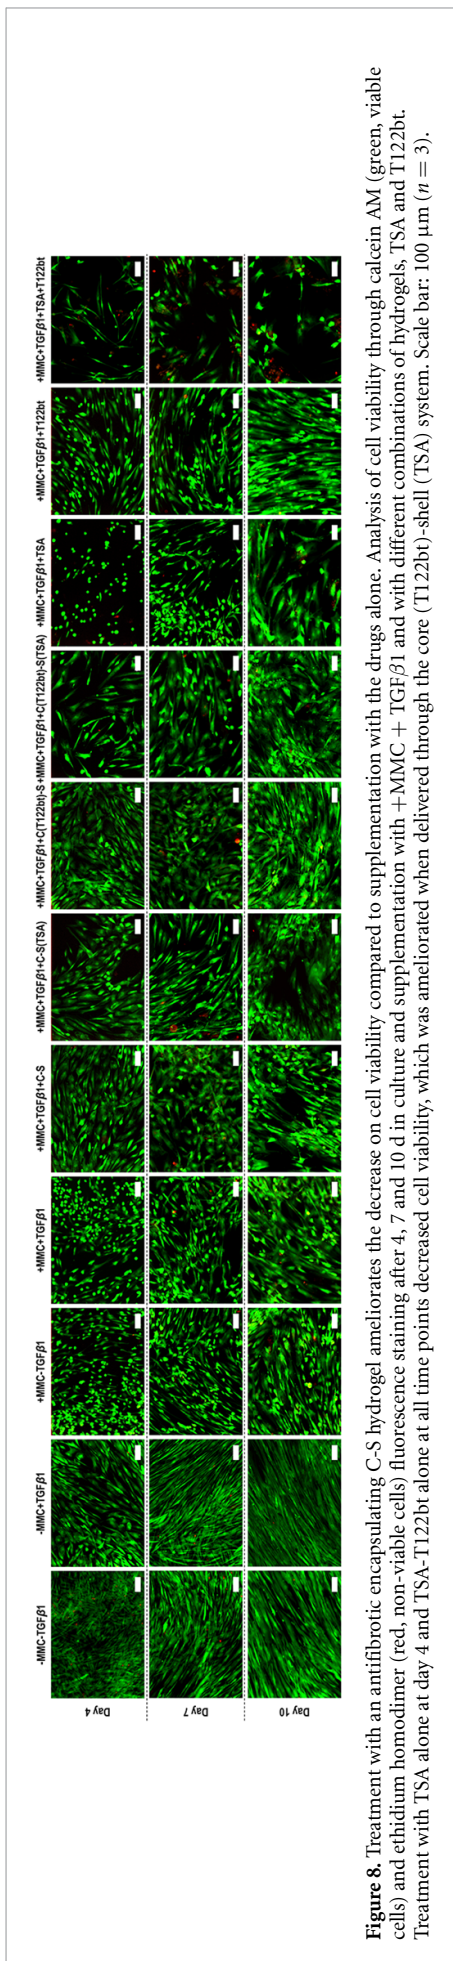 -MMC-TGFβ1
-MMC+TGFβ1
+MMC-TGFβ1
+MMC+TGFβ1
+MMC+TGFβ1+C-S
+MMC+TGFβ1+C-S(TSA)
+MMC+TGFβ1+C(T122bt)-S
+MMC+TGFβ1+C(T122bt)-S(TSA)
+MMC+TGFβ1+TSA
+MMC+TGFβ1+T122bt
+MMC+TGFβ1+TSA+T122bt
Day 4
Day 7
Day 10
Figure 8. Treatment with an antifibrotic encapsulating C-S hydrogel ameliorates the decrease on cell viability compared to supplementation with the drugs alone. Analysis of cell viability through calcein AM (green, viable
cells) and ethidium homodimer (red, non-viable cells) fluorescence staining after 4, 7 and 10 d in culture and supplementation with +MMC + TGFβ1 and with different combinations of hydrogels, TSA and T122bt.
Treatment with TSA alone at day 4 and TSA-T122bt alone at all time points decreased cell viability, which was ameliorated when delivered through the core (T122bt)-shell (TSA) system. Scale bar: 100 μm (n = 3).